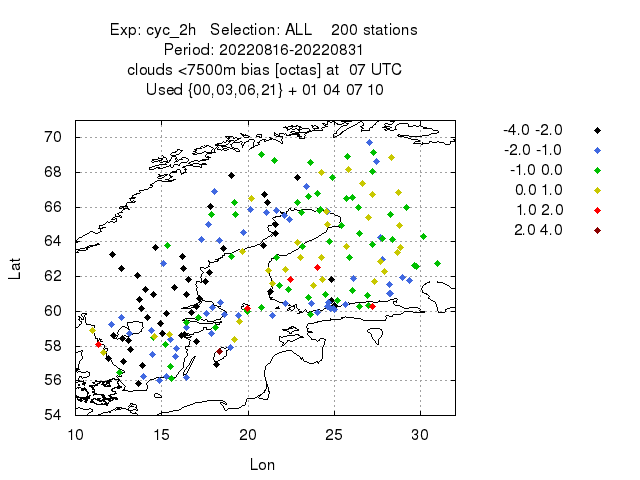 Exp: cyc_2h   Selection: ALL    200 stations
Period: 20220816-20220831
clouds <7500m bias [octas] at  07 UTC
Used {00,03,06,21} + 01 04 07 10
-4.0 -2.0
-2.0 -1.0
-1.0  0.0
0.0  1.0
1.0  2.0
2.0  4.0
70
68
66
64
62
60
58
56
54
Lat
10 15 20 25 30
Lon